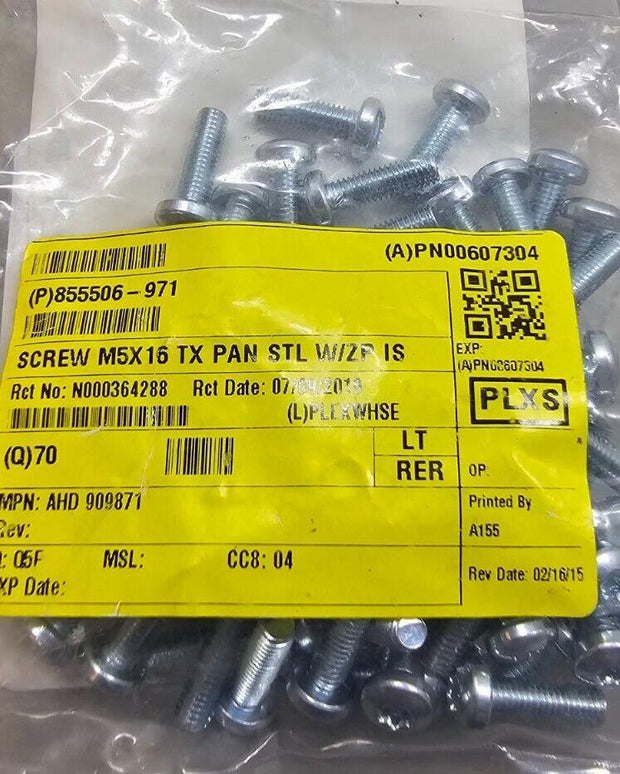 (A)PN00607304
(P)855506-971
SCREW M5X16 TX PAN STL W/ZP IS
EXP:
(A)PN00607304
Rct No: N000364288 Rct Date:
(L)PLEXWHSE
PLXS
(Q)70
LT
RER
OP.
MPN: AHD 909871
Rev:
MSL:
CC8: 04
Printed By
A155
Rev Date: 02/16/15
XP Date: